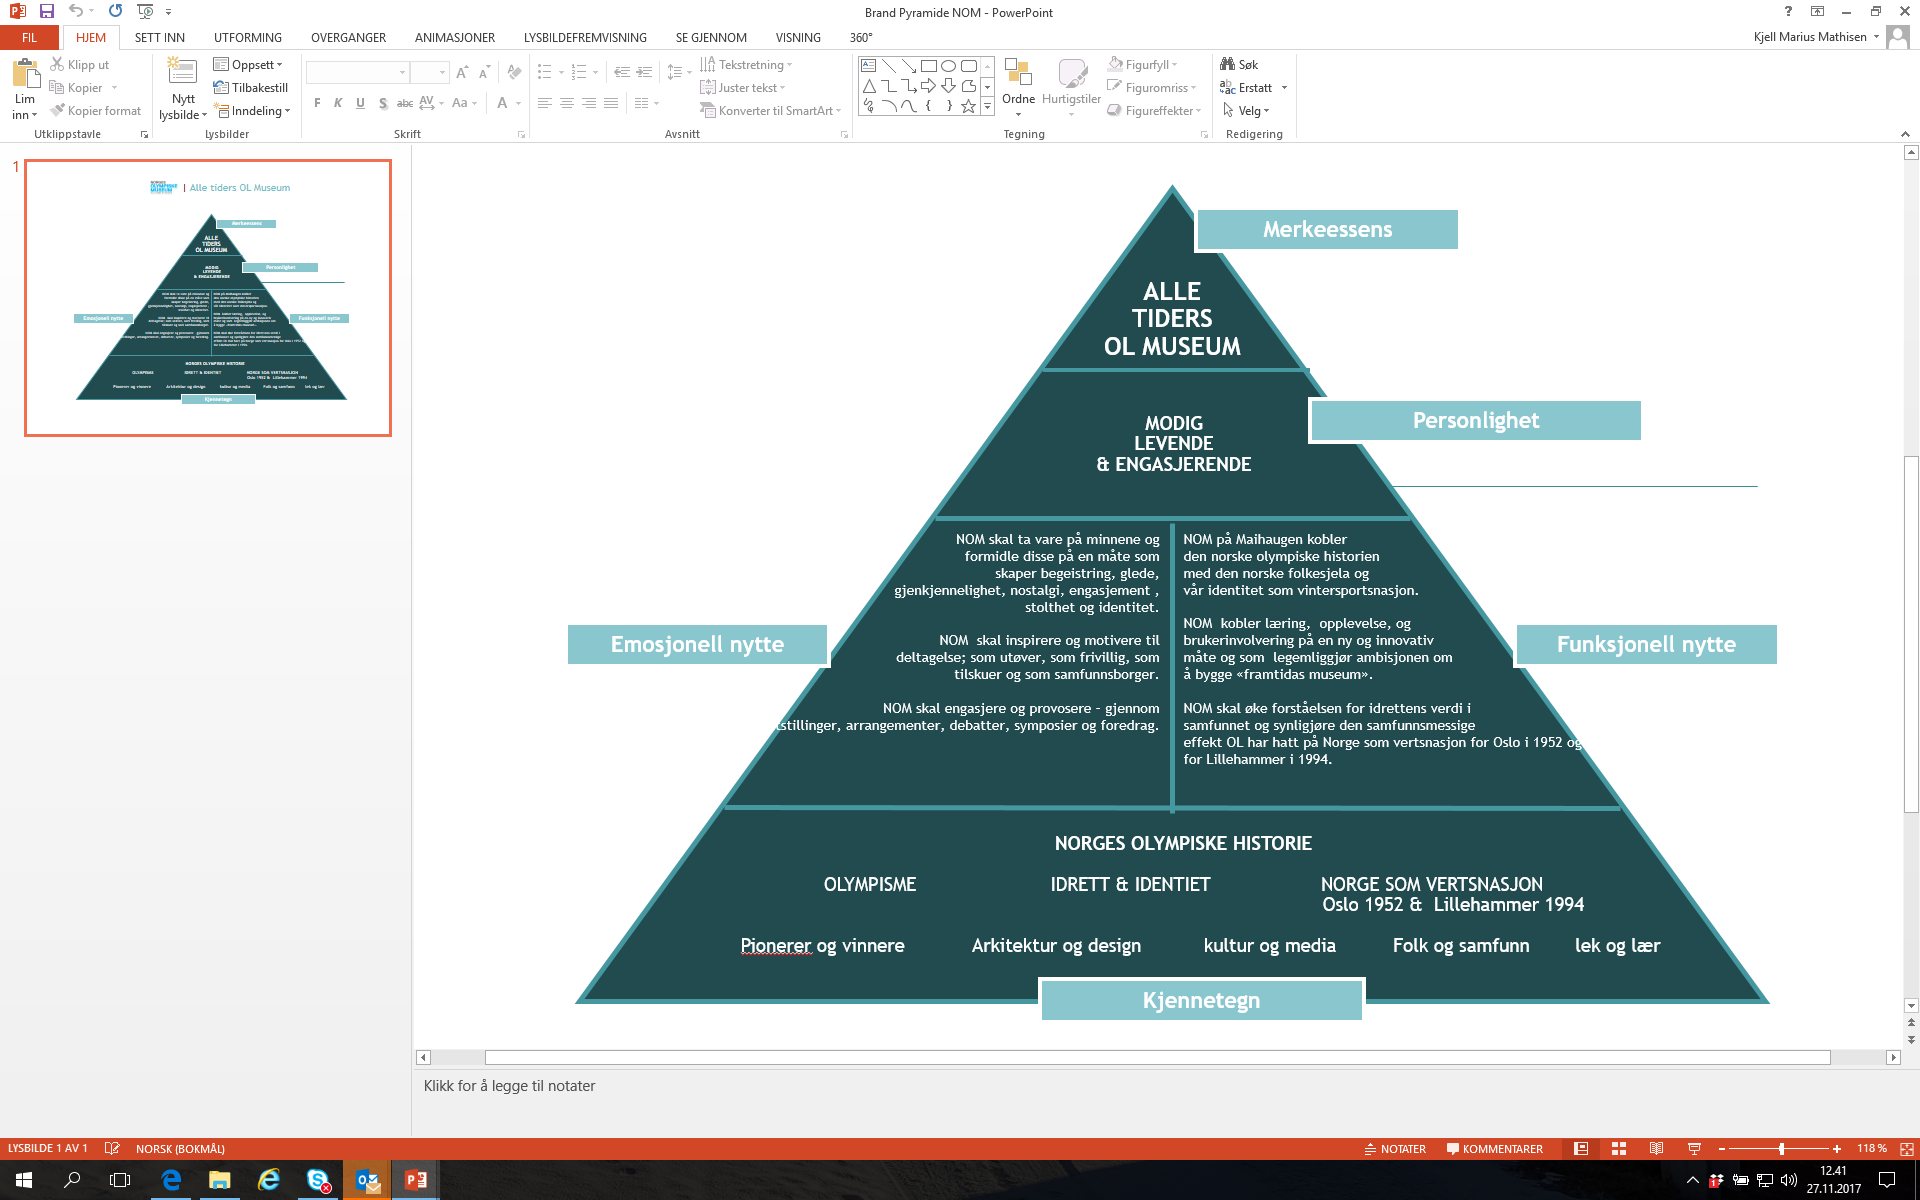 Brand Pyramide NOM - PowerPoint
FIL HJEM SETT INN UTFORMING OVERGANGER ANIMASJONER LYSBILDEFREMVISNING SE GJENNOM VISNING 360°
Kjell Marius Mathisen
Lim inn
Klipp ut
Kopier
Kopier format
Utklippstavle
Nytt lysbilde
Oppsett
Tilbakestill
Inndeling
Lysbilder
F K U S abc AV Aa A
Skrift
Tekstretning
Juster tekst
Konverter til SmartArt
Avsnitt
Ordne
Hurtigstiler
Figurfyll
Figuromriss
Figureffekter
Tegning
Søk
Erstatt
Velg
Redigering
1
Alle tiders OL Museum
Merkeessens
ALLE
TIDERS
OL MUSEUM
Personlighet
MODIG
LEVENDE
& ENGASJERENDE
Emosjonell nytte
NOM skal ta vare på minnene og
formidle disse på en måte som
skaper begeistring, glede,
gjenkjennelighet, nostalgi, engasjement ,
stolthet og identitet.
NOM  skal inspirere og motivere til
deltagelse; som utøver, som frivillig, som
tilskuer og som samfunnsborger.
NOM skal engasjere og provosere – gjennom
tstillinger, arrangementer, debatter, symposier og foredrag.
Funksjonell nytte
NOM på Maihaugen kobler
den norske olympiske historien
med den norske folkesjela og
vår identitet som vintersportsnasjon.
NOM  kobler læring,  opplevelse, og
brukerinvolvering på en ny og innovativ
måte og som  legemliggjør ambisjonen om
å bygge «framtidas museum».
NOM skal øke forståelsen for idrettens verdi i
samfunnet og synligjøre den samfunnsmessige
effekt OL har hatt på Norge som vertsnasjon for Oslo i 1952 og
for Lillehammer i 1994.
NORGES OLYMPISKE HISTORIE
OLYMPISME IDRETT & IDENTIET NORGE SOM VERTSNASJON
Oslo 1952 &  Lillehammer 1994
Pionerer og vinnere Arkitektur og design kultur og media Folk og samfunn lek og lær
Kjennetegn
Klikk for å legge til notater
LYSBILDE 1 AV 1 NORSK (BOKMÅL) NOTATER KOMMENTARER 118 %
12.41
27.11.2017